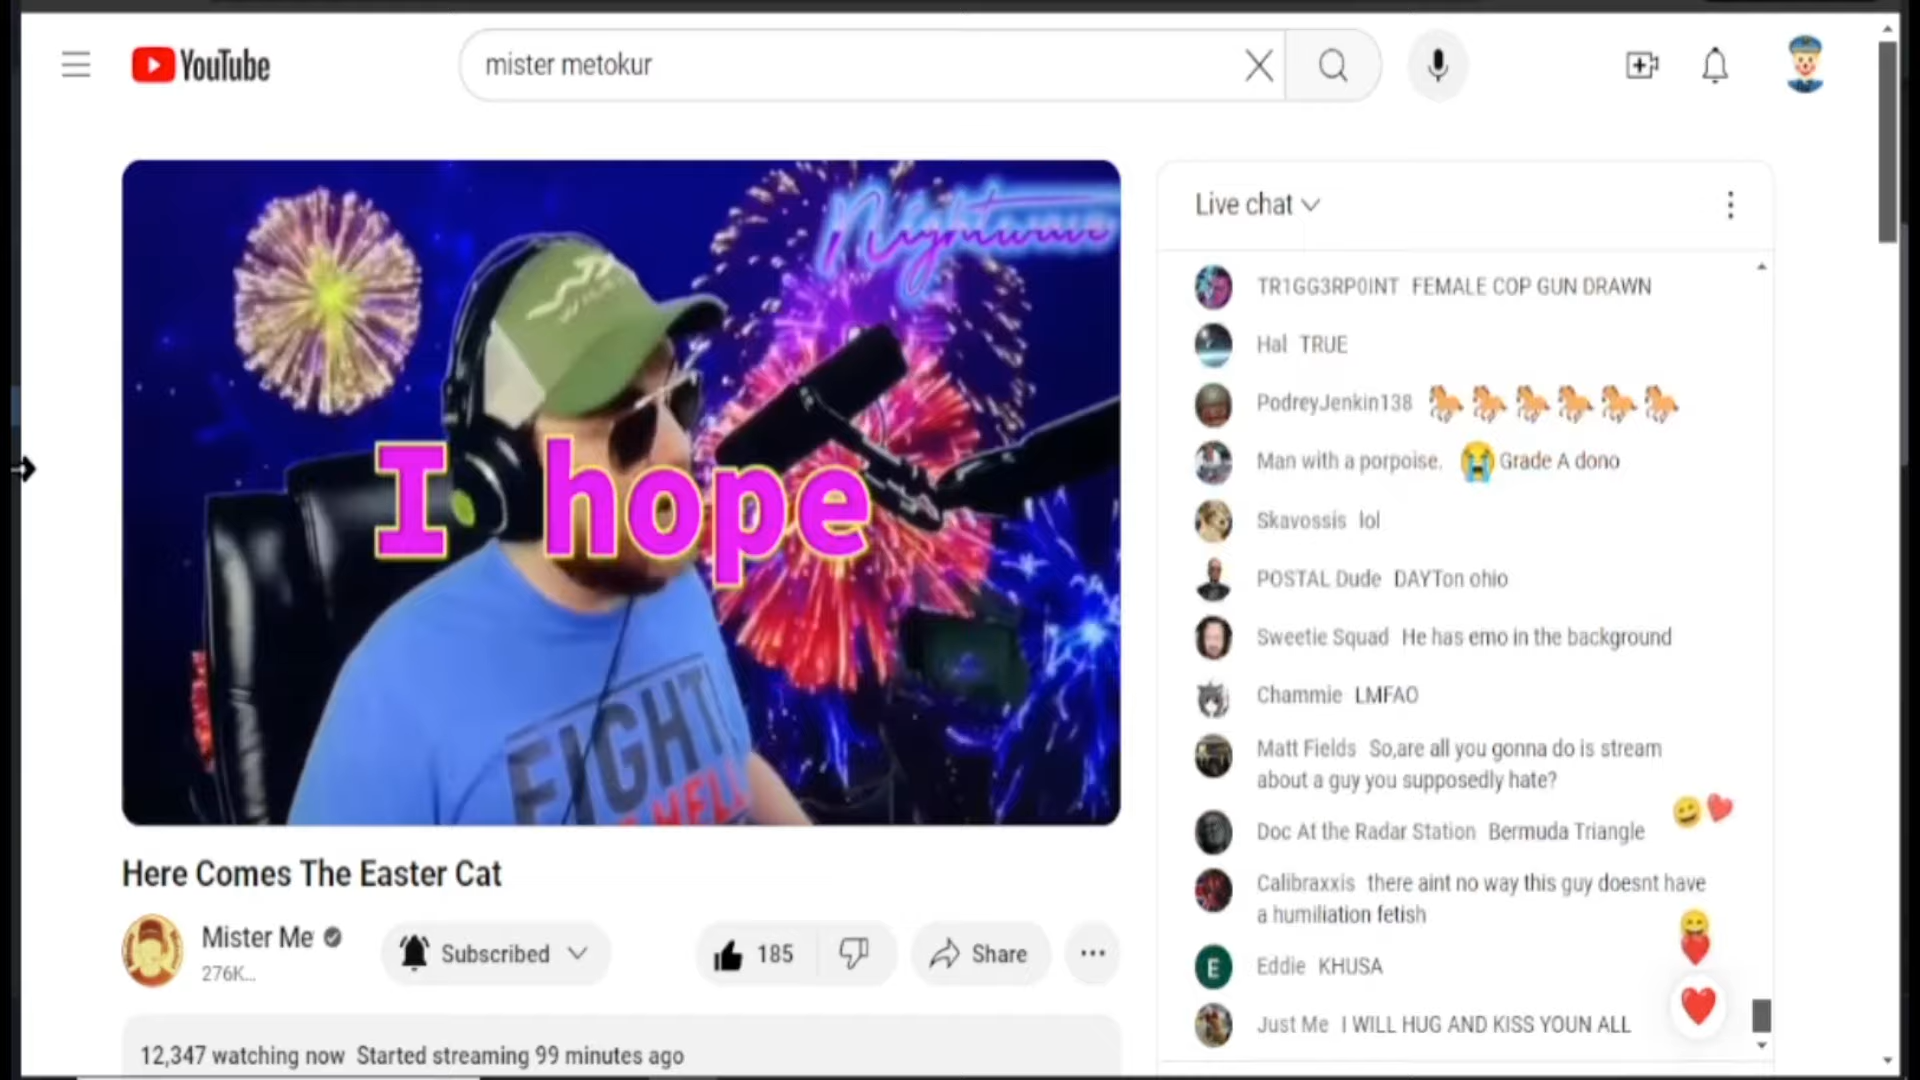 YouTube
mister metokur
Nightwave
I hope
FIGHT
HELL
Here Comes The Easter Cat
Mister Me
276K...
Subscribed
185
Share
...
12,347 watching now Started streaming 99 minutes ago
Live chat
TR1GG3RP0INT FEMALE COP GUN DRAWN
Hal TRUE
PodreyJenkin138 🐎🐎🐎🐎🐎🐎
Man with a porpoise. 😭Grade A dono
Skavossis lol
POSTAL Dude DAYTon ohio
Sweetie Squad He has emo in the background
Chammie LMFAO
Matt Fields So,are all you gonna do is stream
about a guy you supposedly hate?
Doc At the Radar Station Bermuda Triangle
Calibraxxis there aint no way this guy doesnt have
a humiliation fetish
E
Eddie KHUSA
Just Me I WILL HUG AND KISS YOUN ALL